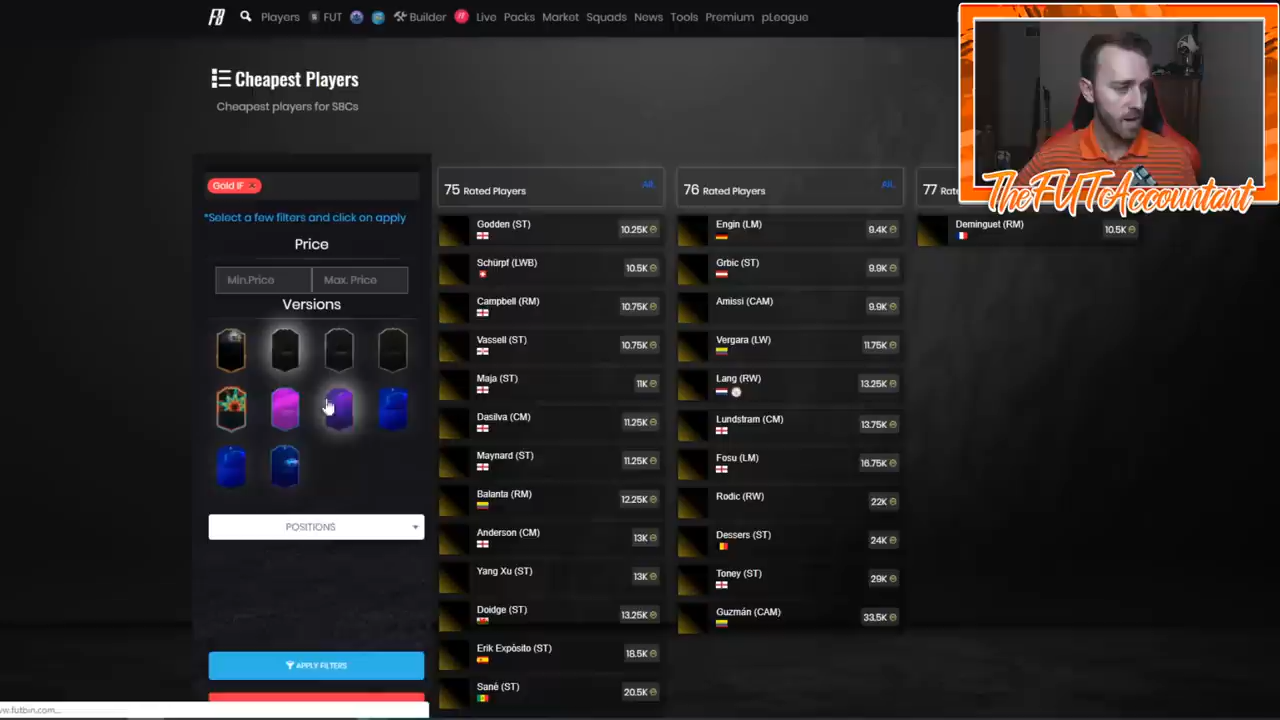 FB Players FUT Builder Live Packs Market Squads News Tools Premium pLeague
Cheapest Players
Cheapest players for SBCs
TheFUTAccountant
Gold IF ×
*Select a few filters and click on apply
Price
Min.Price Max. Price
Versions
POSITIONS
APPLY FILTERS
75 Rated Players All.
Godden (ST) 10.25K
Schürpf (LWB) 10.5K
Campbell (RM) 10.75K
Vassell (ST) 10.75K
Maja (ST) 11K
Dasilva (CM) 11.25K
Maynard (ST) 11.25K
Balanta (RM) 12.25K
Anderson (CM) 13K
Yang Xu (ST) 13K
Doidge (ST) 13.25K
Erik Expósito (ST) 18.5K
Sané (ST) 20.5K
76 Rated Players All.
Engin (LM) 9.4K
Grbic (ST) 9.9K
Amissi (CAM) 9.9K
Vergara (LW) 11.75K
Lang (RW) 13.25K
Lundstram (CM) 13.75K
Fosu (LM) 16.75K
Rodic (RW) 22K
Dessers (ST) 24K
Toney (ST) 29K
Guzmán (CAM) 33.5K
77 Rated
Deminguet (RM) 10.5K
ww.futbin.com...